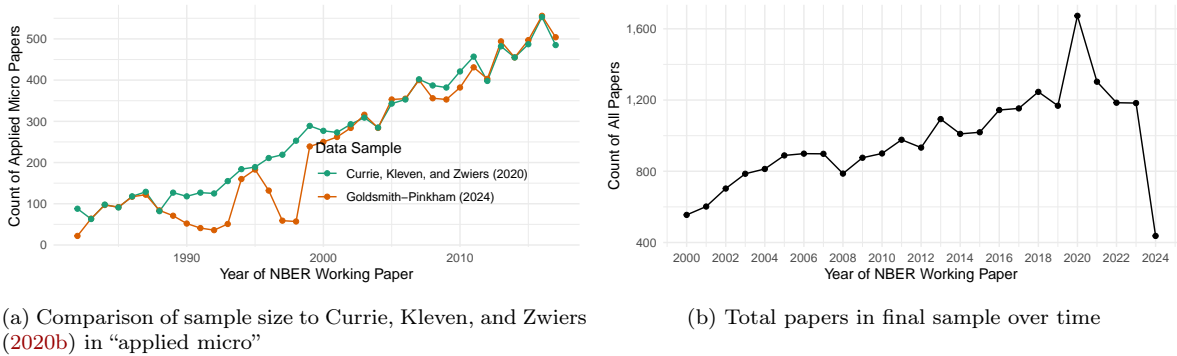 Count of Applied Micro Papers
500
400
300
200
100
0
1990
2000
2010
Year of NBER Working Paper
Data Sample
Currie, Kleven, and Zwiers (2020)
Goldsmith−Pinkham (2024)
Count of All Papers
1,600
1,200
800
400
2000 2002 2004 2006 2008 2010 2012 2014 2016 2018 2020 2022 2024
Year of NBER Working Paper
(a) Comparison of sample size to Currie, Kleven, and Zwiers
(2020b) in “applied micro”
(b) Total papers in final sample over time